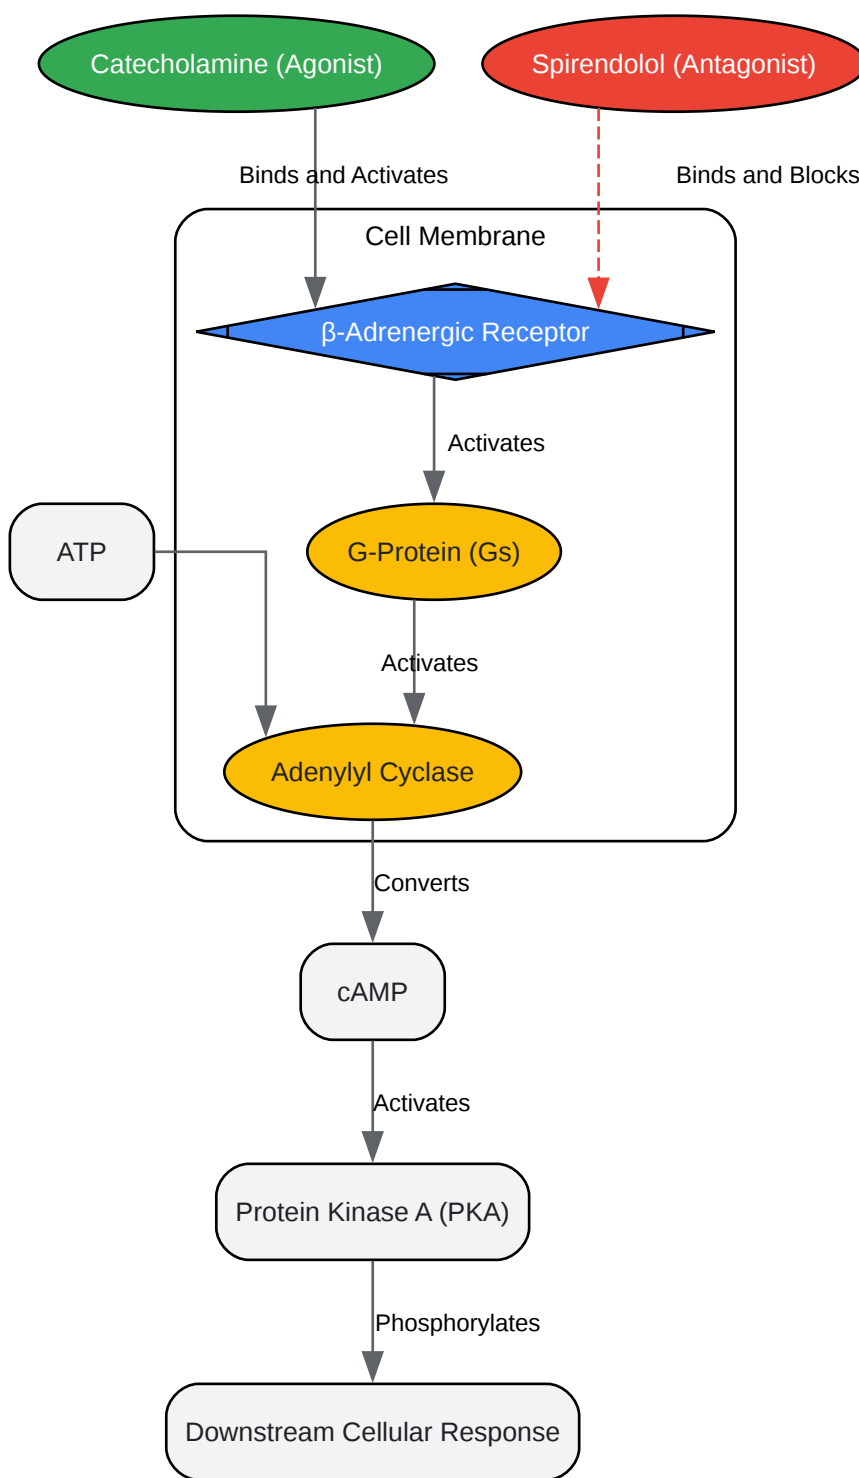 Catecholamine (Agonist)
Spirendolol (Antagonist)
Binds and Activates
Binds and Blocks
Cell Membrane
β-Adrenergic Receptor
Activates
ATP
G-Protein (Gs)
Activates
Adenylyl Cyclase
Converts
cAMP
Activates
Protein Kinase A (PKA)
Phosphorylates
Downstream Cellular Response